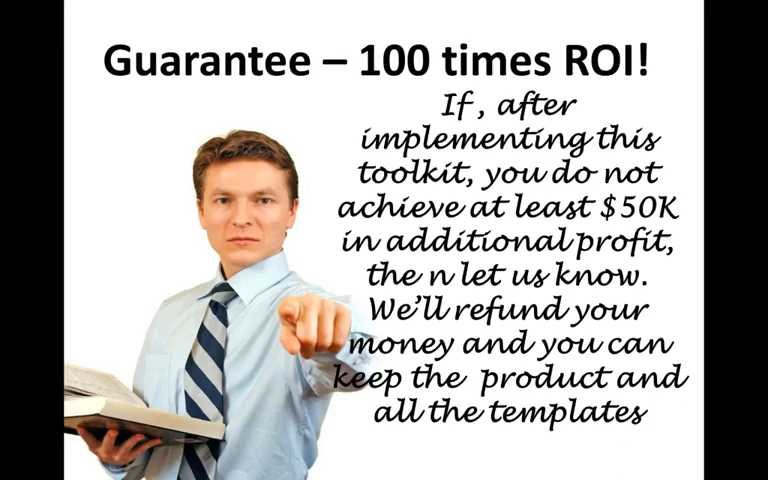 Guarantee – 100 times ROI!
If , after
implementing this
toolkit, you do not
achieve at least $50K
in additional profit,
the n let us know.
We'll refund your
money and you can
keep the product and
all the templates